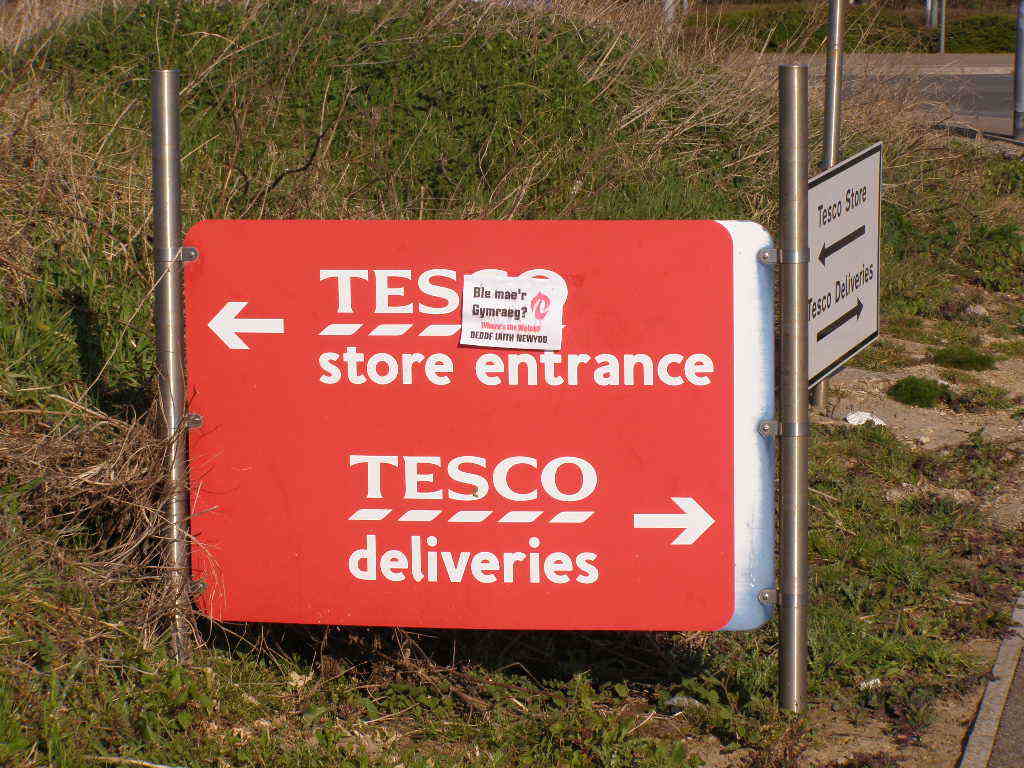 TESCO
store entrance
Ble mae'r
Gymraeg?
Where's the Welsh?
DEDDF IAITH NEWYDD
TESCO
deliveries
Tesco Store
Tesco Deliveries